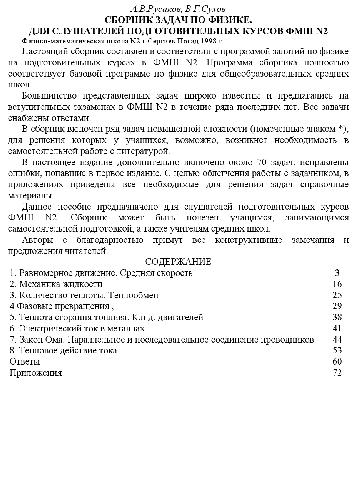 А.В.Русаков, В.Г.Сухов
СБОРНИК ЗАДАЧ ПО ФИЗИКЕ.
ДЛЯ СЛУШАТЕЛЕЙ ПОДГОТОВИТЕЛЬНЫХ КУРСОВ ФМШ N2
Физико-математическая школа N2 г. Сергиев Посад, 1998 г.
Настоящий сборник составлен в соответствии с программой занятий по физике
на подготовительных курсах в ФМШ N2. Программа сборника полностью
соответствует базовой программе по физике для общеобразовательных средних
школ.
Большинство представленных задач широко известны и предлагались на
вступительных экзаменах в ФМШ N2 в течение ряда последних лет. Все задачи
снабжены ответами.
В сборник включен ряд задач повышенной сложности (помеченные знаком *),
для решения которых у учащихся, возможно, возникнет необходимость в
самостоятельной работе с литературой.
В настоящее издание дополнительно включено около 70 задач, исправлены
ошибки, попавшие в первое издание. С целью облегчения работы с задачником, в
приложениях приведены все необходимые для решения задач справочные
материалы.
Данное пособие предназначено для слушателей подготовительных курсов
ФМШ N2. Сборник может быть полезен учащимся, занимающимся
самостоятельной подготовкой, а также учителям средних школ.
Авторы с благодарностью примут все конструктивные замечания и
предложения читателей.
СОДЕРЖАНИЕ
1. Равномерное движение. Средняя скорость 3
2. Механика жидкости 16
3. Количество теплоты. Теплообмен 25
4 Фазовые превращения 29
5. Теплота сгорания топлива. К.п.д. двигателей 38
6. Электрический ток в металлах 41
7. Закон Ома. Параллельное и последовательное соединение проводников 44
8. Тепловое действие тока 53
Ответы 60
Приложения 72